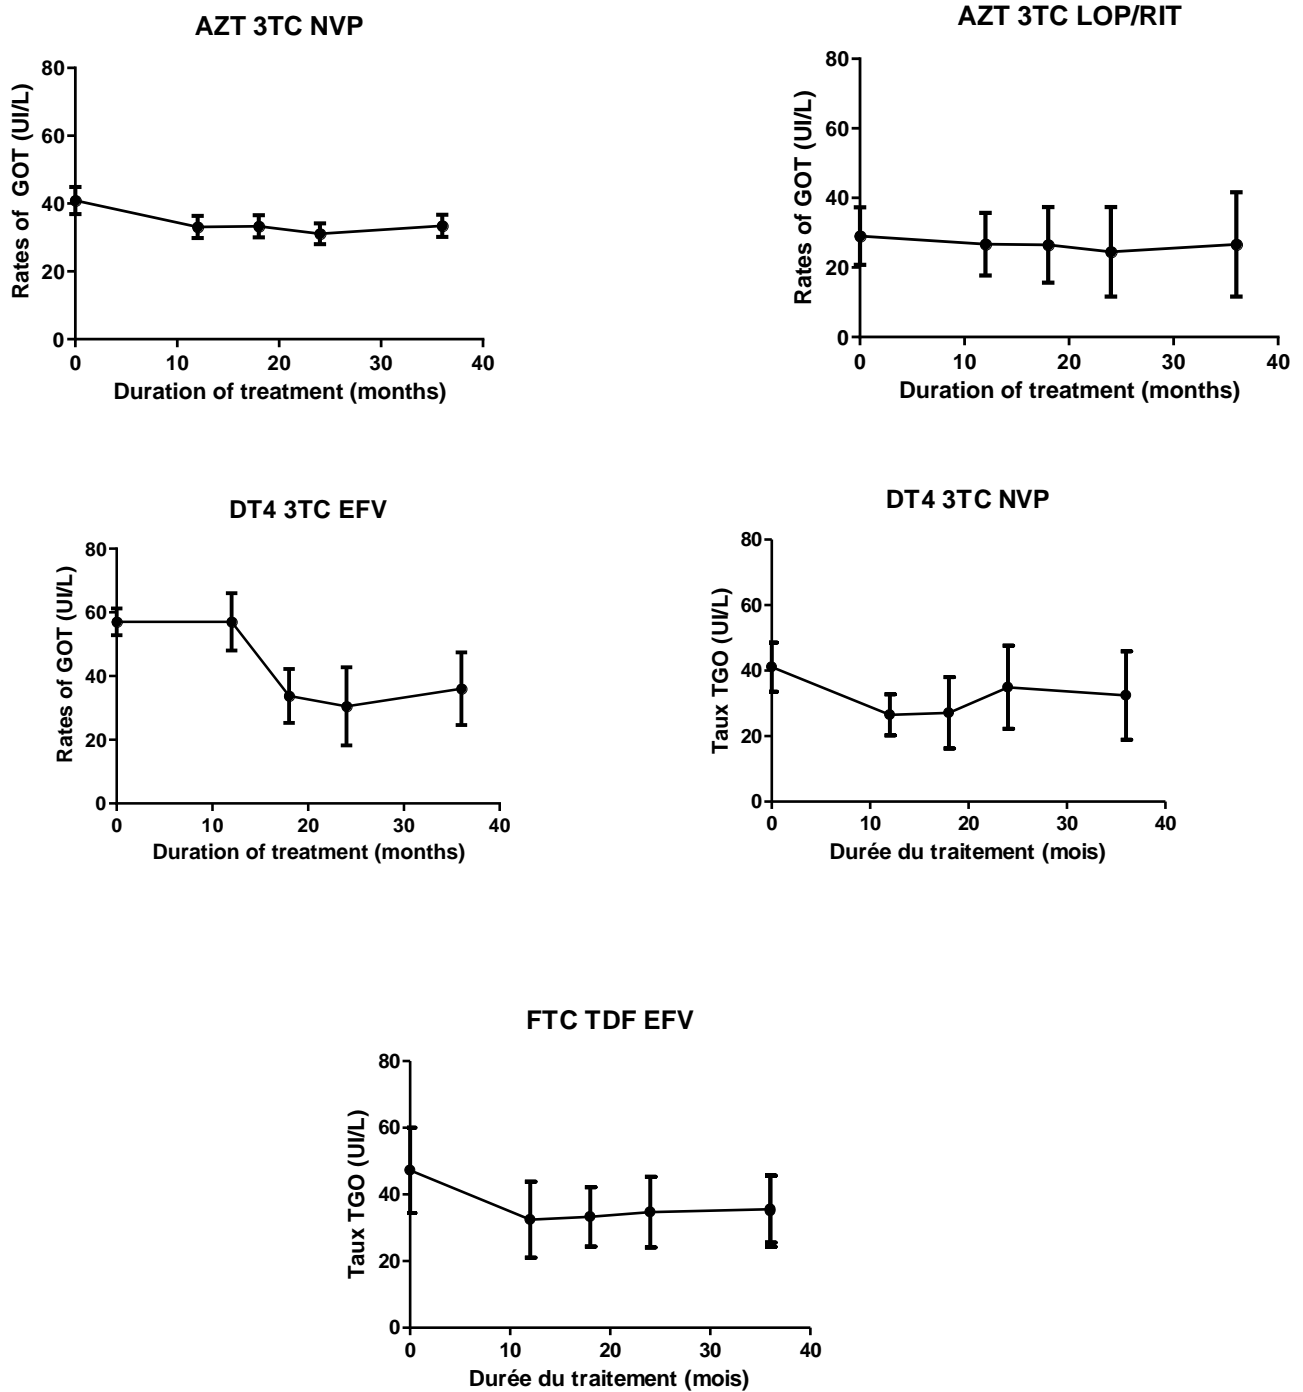 AZT 3TC NVP
80
60
40
20
0
Rates of GOT (UI/L)
0 10 20 30 40
Duration of treatment (months)
AZT 3TC LOP/RIT
80
60
40
20
0
Rates of GOT (UI/L)
0 10 20 30 40
Duration of treatment (months)
DT4 3TC EFV
80
60
40
20
0
Rates of GOT (UI/L)
0 10 20 30 40
Duration of treatment (months)
DT4 3TC NVP
80
60
40
20
0
Taux TGO (UI/L)
0 10 20 30 40
Durée du traitement (mois)
FTC TDF EFV
80
60
40
20
0
Taux TGO (UI/L)
0 10 20 30 40
Durée du traitement (mois)